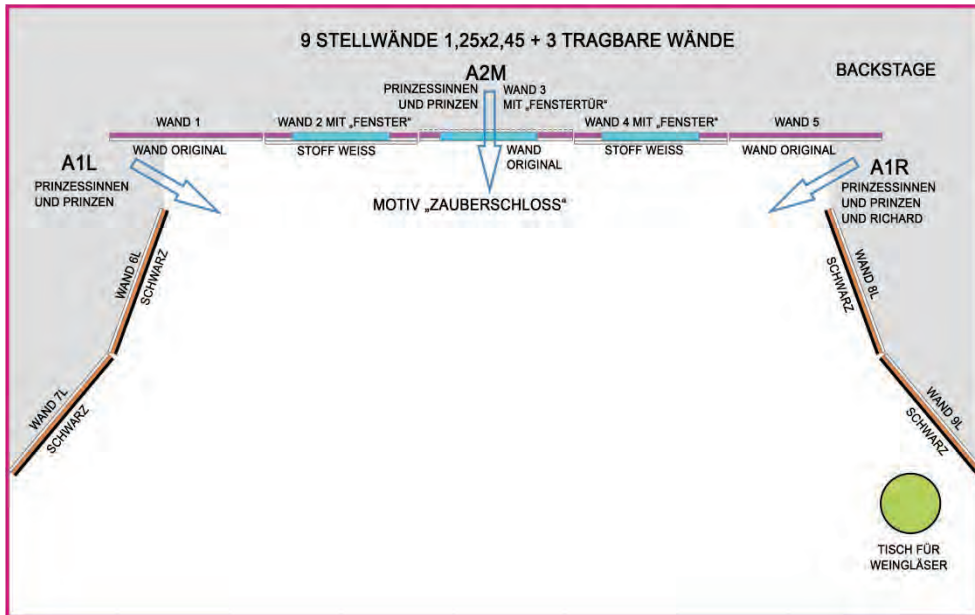 9 STELLWÄNDE 1,25x2,45 + 3 TRAGBARE WÄNDE
BACKSTAGE
A2M
PRINZESSINNEN
UND PRINZEN
WAND 3
MIT „FENSTERTÜR“
WAND 1
WAND 2 MIT „FENSTER“
WAND 4 MIT „FENSTER“
WAND 5
WAND ORIGINAL
STOFF WEISS
WAND
ORIGINAL
STOFF WEISS
WAND ORIGINAL
A1L
PRINZESSINNEN
UND PRINZEN
MOTIV „ZAUBERSCHLOSS“
A1R
PRINZESSINNEN
UND PRINZEN
UND RICHARD
WAND 6L
SCHWARZ
WAND 8L
SCHWARZ
WAND 7L
SCHWARZ
WAND 9L
SCHWARZ
TISCH FÜR
WEINGLÄSER